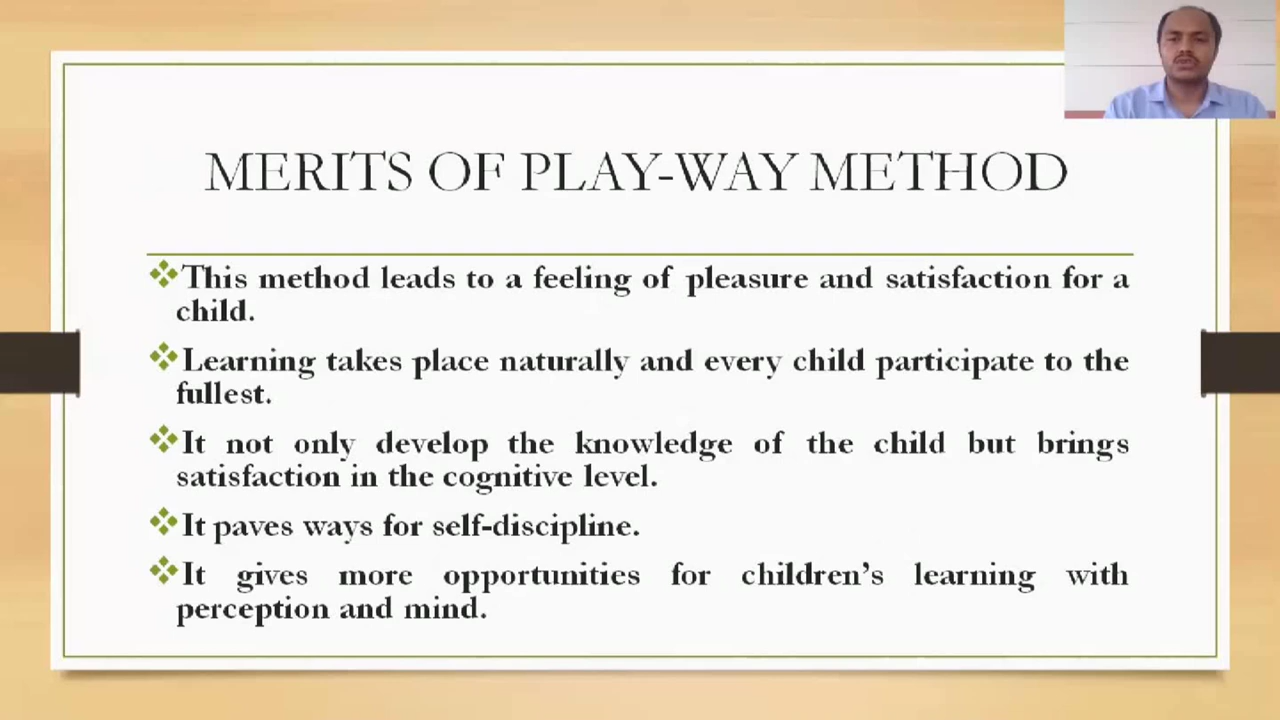 MERITS OF PLAY-WAY METHOD
This method leads to a feeling of pleasure and satisfaction for a
child.
Learning takes place naturally and every child participate to the
fullest.
It not only develop the knowledge of the child but brings
satisfaction in the cognitive level.
It paves ways for self-discipline.
It gives more opportunities for children's learning with
perception and mind.